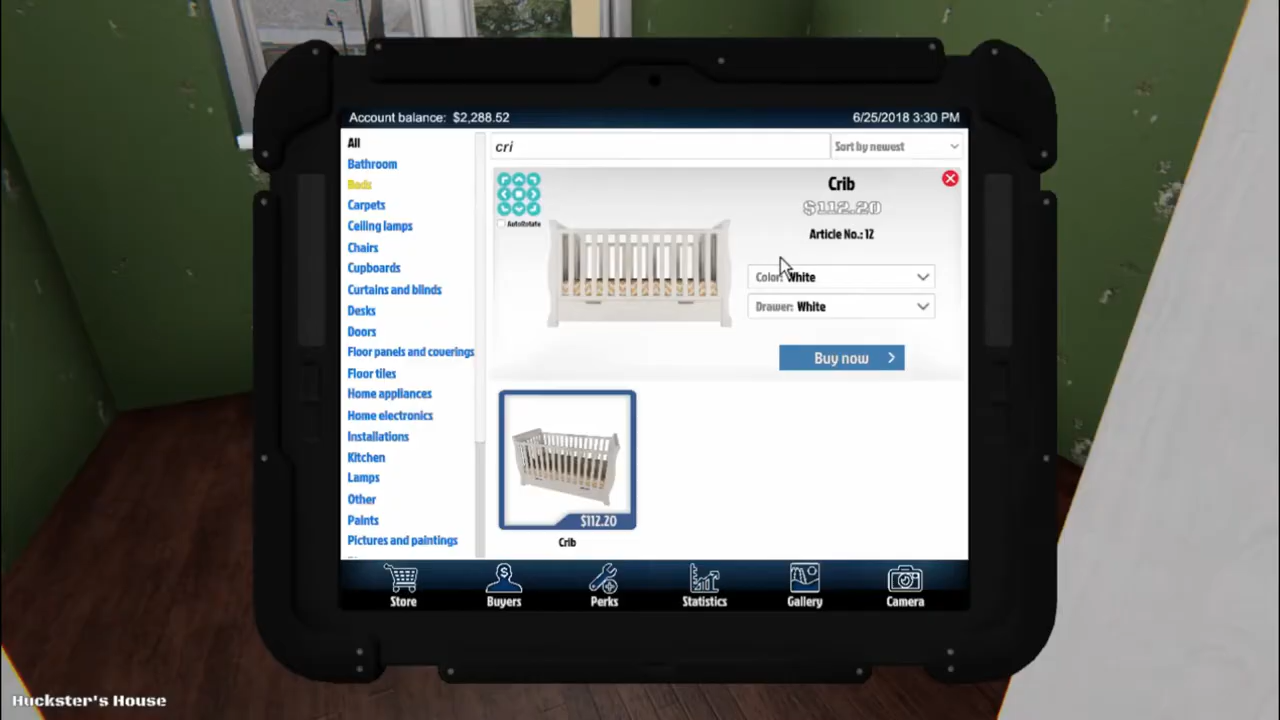 Account balance: $2,288.52
6/25/2018 3:30 PM
All
Bathroom
Beds
Carpets
Ceiling lamps
Chairs
Cupboards
Curtains and blinds
Desks
Doors
Floor panels and coverings
Floor tiles
Home appliances
Home electronics
Installations
Kitchen
Lamps
Other
Paints
Pictures and paintings
cri
Sort by newest
AutoRotate
Crib
$112.20
Article No.: 12
Color: White
Drawer: White
Buy now
$112.20
Crib
Store
Buyers
Perks
Statistics
Gallery
Camera
Huckster's House